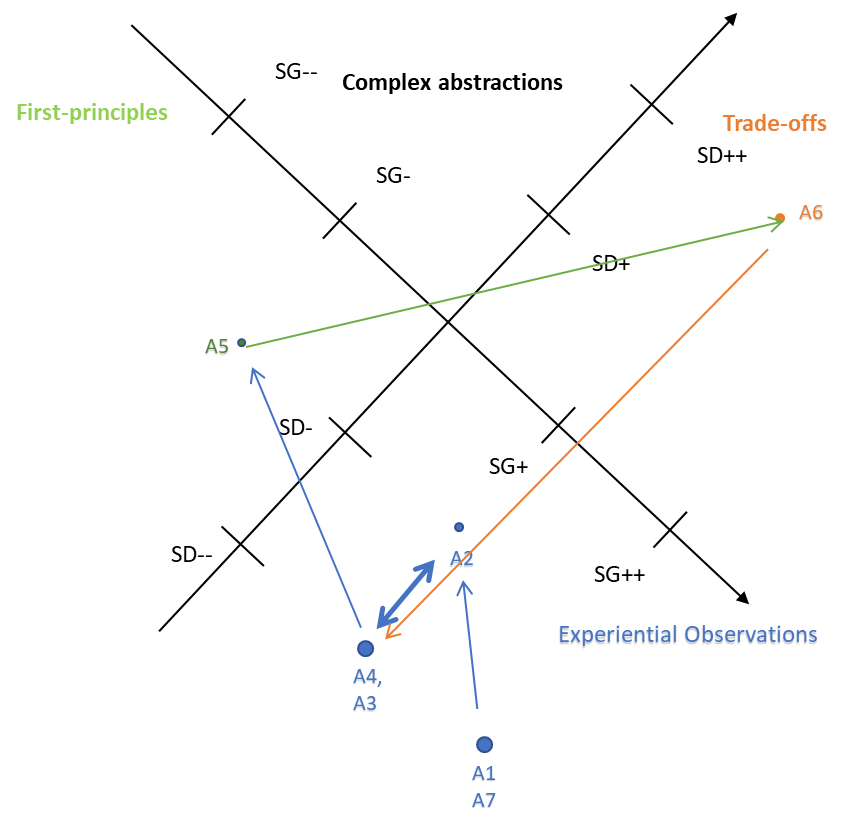 SG--
Complex abstractions
First-principles
Trade-offs
SD++
SG-
A6
SD+
A5
SD-
SG+
SD--
A2
SG++
Experiential Observations
A4,
A3
A1
A7